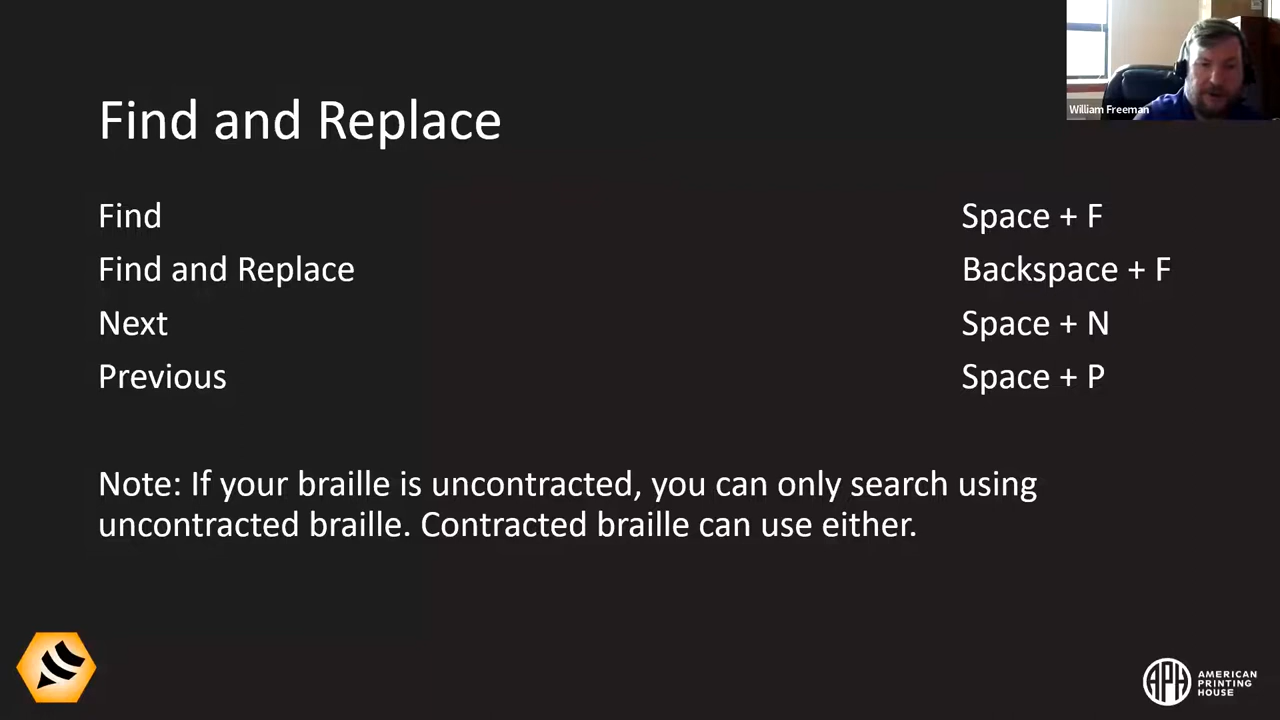 William Freeman
Find and Replace
Find Space + F
Find and Replace Backspace + F
Next Space + N
Previous Space + P
Note: If your braille is uncontracted, you can only search using
uncontracted braille. Contracted braille can use either.
APH
AMERICAN
PRINTING
HOUSE